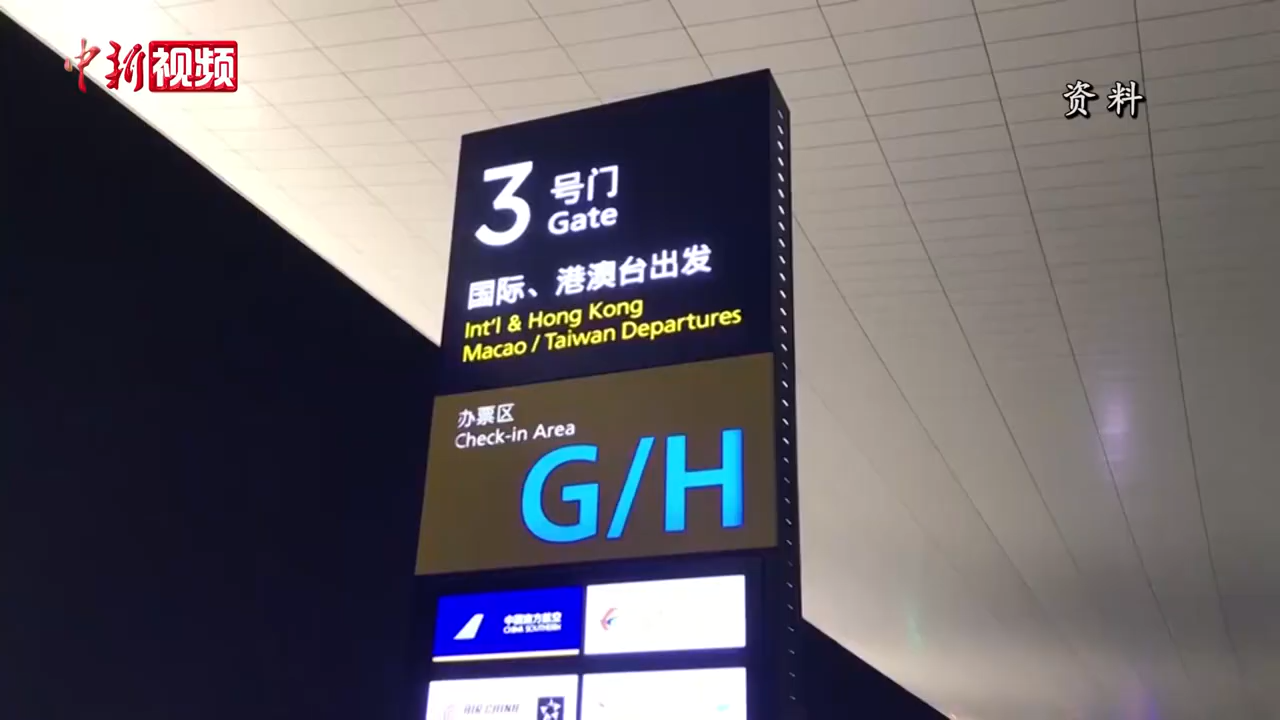 中新视频
资料
3 号门
Gate
国际、港澳台出发
Int'l & Hong Kong
Macao / Taiwan Departures
办票区
Check-in Area
G/H
中国南方航空
CHINA SOUTHERN
AIR CHINA